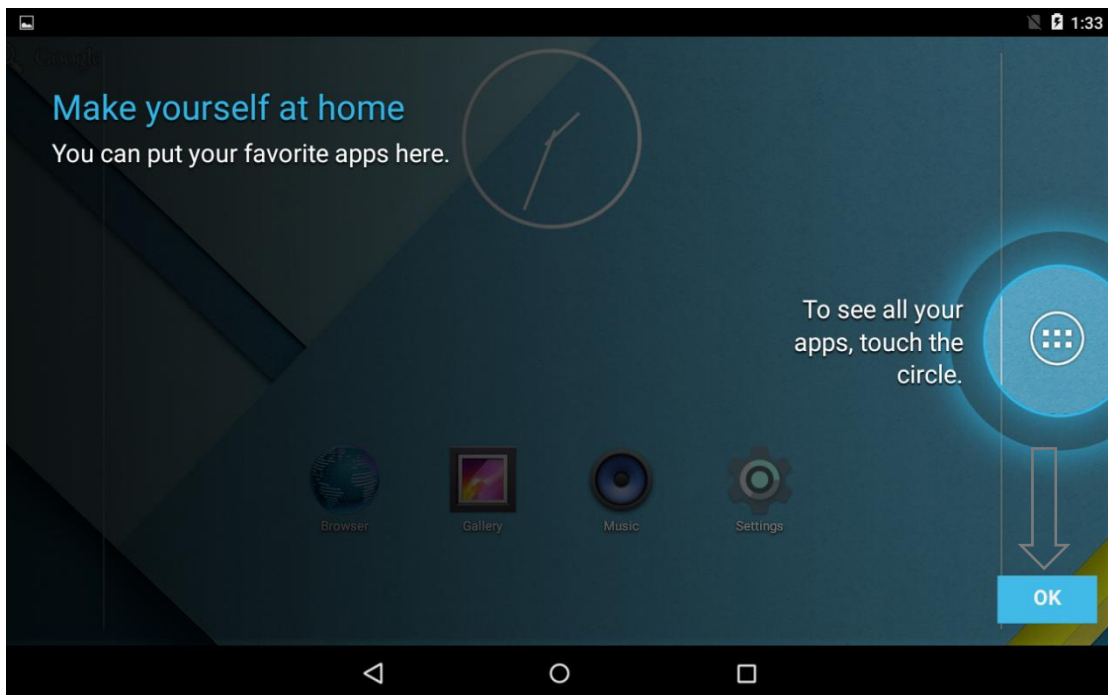 1:33
Google
Make yourself at home
You can put your favorite apps here.
To see all your
apps, touch the
circle.
Browser
Gallery
Music
Settings
OK